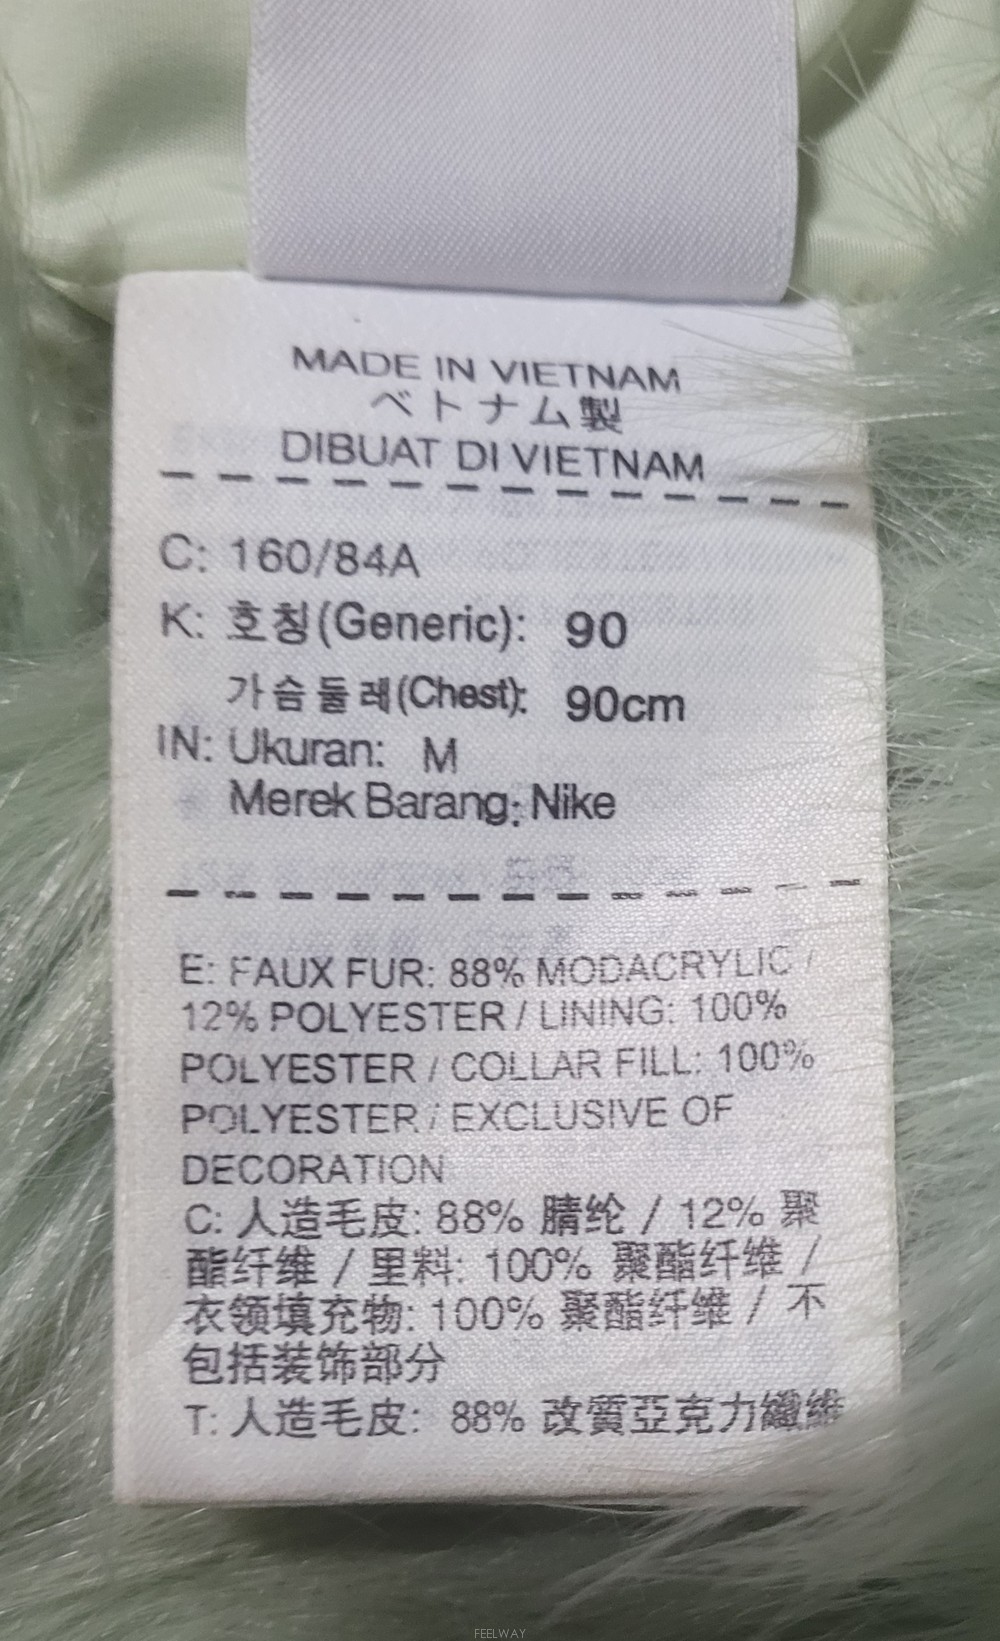 MADE IN VIETNAM
ベトナム製
DIBUAT DI VIETNAM
C: 160/84A
K: 호칭(Generic): 90
가슴둘레(Chest): 90cm
IN: Ukuran: M
Merek Barang: Nike
E: FAUX FUR: 88% MODACRYLIC /
12% POLYESTER / LINING: 100%
POLYESTER / COLLAR FILL: 100%
POLYESTER / EXCLUSIVE OF
DECORATION
C: 人造毛皮: 88% 腈纶 / 12% 聚
酯纤维 / 里料: 100% 聚酯纤维 /
衣领填充物: 100% 聚酯纤维 / 不
包括装饰部分
T: 人造毛皮: 88% 改質亞克力纖維
FEELWAY